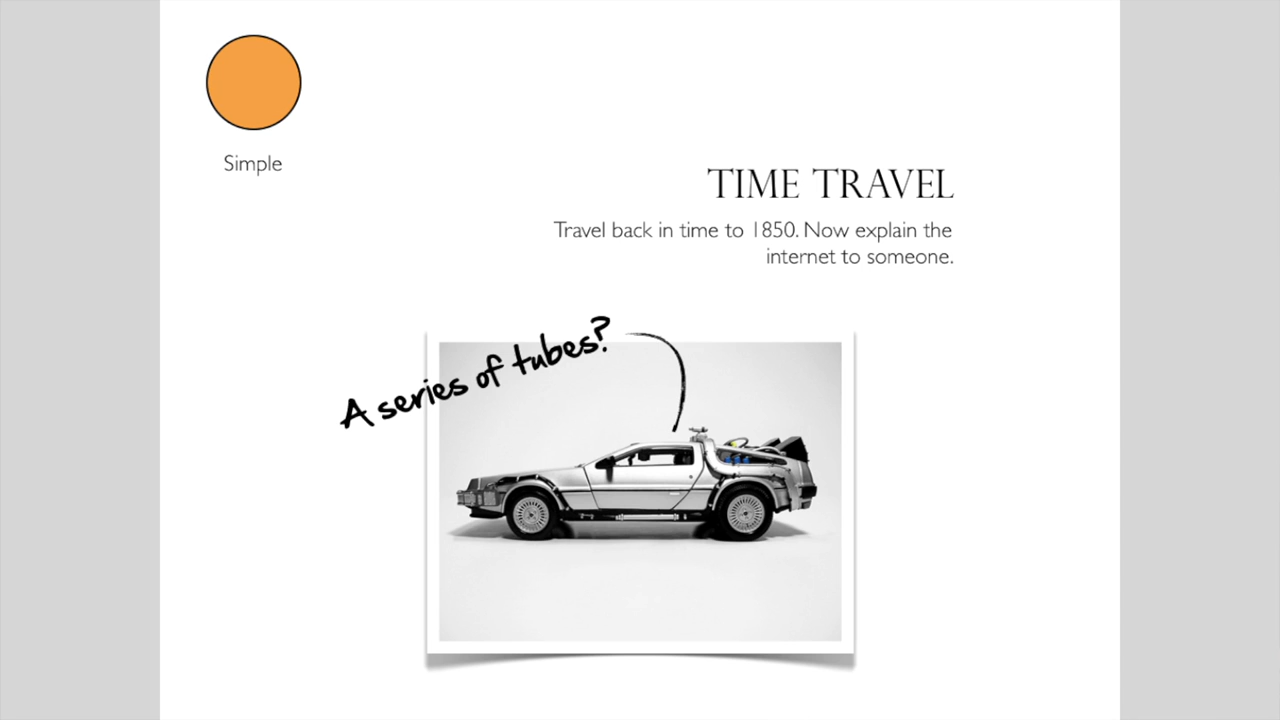 Simple
TIME TRAVEL
Travel back in time to 1850. Now explain the
internet to someone.
A series of tubes?